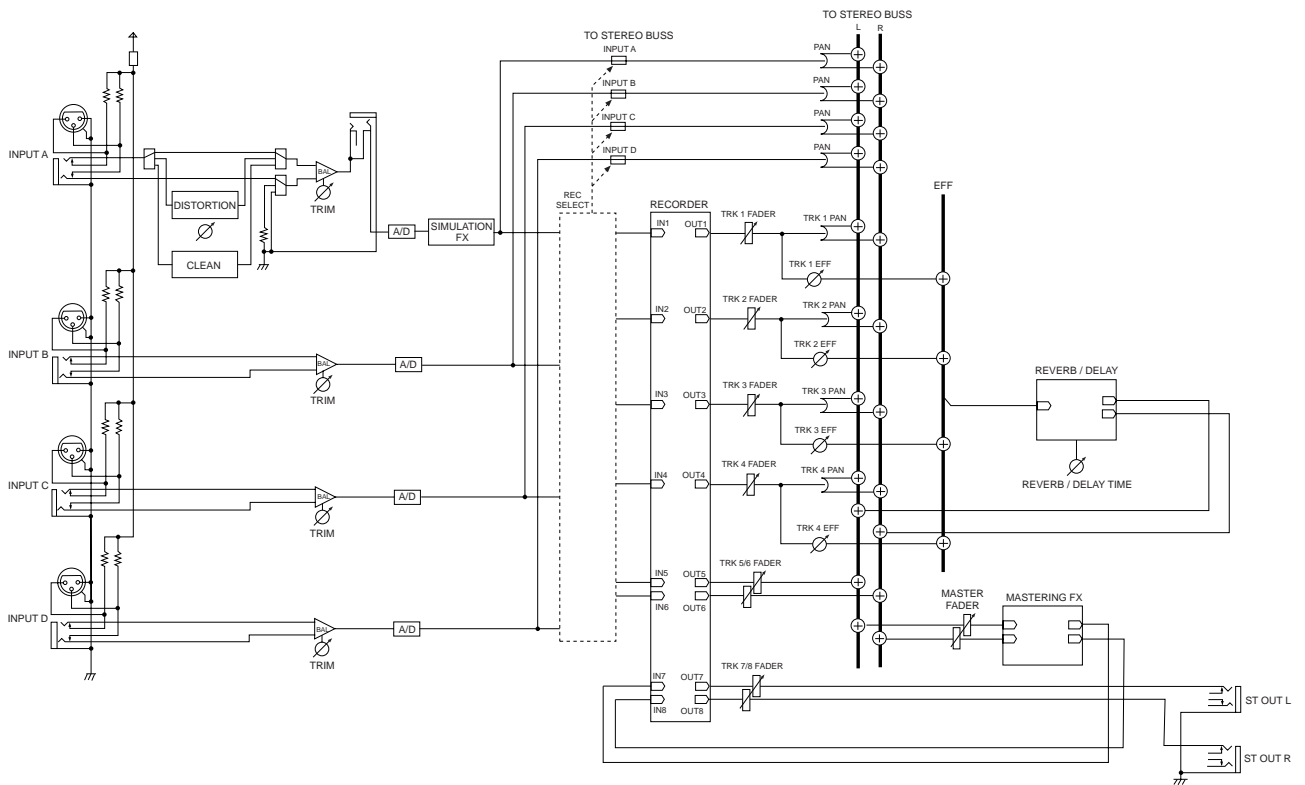 TO STEREO BUSS
L R
TO STEREO BUSS
INPUT A
PAN
INPUT B
PAN
INPUT C
PAN
INPUT D
PAN
INPUT A
BAL
TRIM
DISTORTION
CLEAN
A/D
SIMULATION
FX
REC
SELECT
RECORDER
EFF
IN1 OUT1
TRK 1 FADER
TRK 1 PAN
TRK 1 EFF
IN2 OUT2
TRK 2 FADER
TRK 2 PAN
TRK 2 EFF
INPUT B
BAL
TRIM
A/D
IN3 OUT3
TRK 3 FADER
TRK 3 PAN
TRK 3 EFF
REVERB / DELAY
REVERB / DELAY TIME
IN4 OUT4
TRK 4 FADER
TRK 4 PAN
TRK 4 EFF
INPUT C
BAL
TRIM
A/D
IN5 OUT5
IN6 OUT6
TRK 5/6 FADER
INPUT D
BAL
TRIM
A/D
MASTER
FADER
MASTERING FX
IN7 OUT7
IN8 OUT8
TRK 7/8 FADER
ST OUT L
ST OUT R